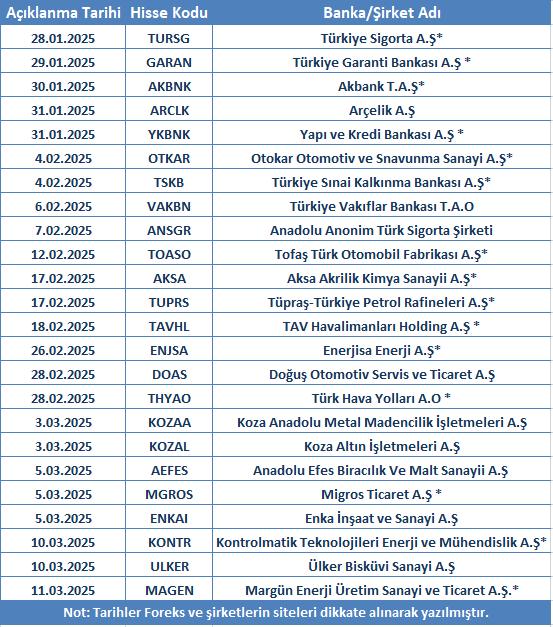 Açıklanma Tarihi Hisse Kodu Banka/Şirket Adı
28.01.2025 TURSG Türkiye Sigorta A.Ş*
29.01.2025 GARAN Türkiye Garanti Bankası A.Ş *
30.01.2025 AKBNK Akbank T.A.Ş*
31.01.2025 ARCLK Arçelik A.Ş
31.01.2025 YKBNK Yapı ve Kredi Bankası A.Ş *
4.02.2025 OTKAR Otokar Otomotiv ve Snavunma Sanayi A.Ş*
4.02.2025 TSKB Türkiye Sınai Kalkınma Bankası A.Ş*
6.02.2025 VAKBN Türkiye Vakıflar Bankası T.A.O
7.02.2025 ANSGR Anadolu Anonim Türk Sigorta Şirketi
12.02.2025 TOASO Tofaş Türk Otomobil Fabrikası A.Ş*
17.02.2025 AKSA Aksa Akrilik Kimya Sanayii A.Ş*
17.02.2025 TUPRS Tüpraş-Türkiye Petrol Rafineleri A.Ş*
18.02.2025 TAVHL TAV Havalimanları Holding A.Ş *
26.02.2025 ENJSA Enerjisa Enerji A.Ş*
28.02.2025 DOAS Doğuş Otomotiv Servis ve Ticaret A.Ş
28.02.2025 THYAO Türk Hava Yolları A.O *
3.03.2025 KOZAA Koza Anadolu Metal Madencilik İşletmeleri A.Ş
3.03.2025 KOZAL Koza Altın İşletmeleri A.Ş
5.03.2025 AEFES Anadolu Efes Biracılık Ve Malt Sanayii A.Ş
5.03.2025 MGROS Migros Ticaret A.Ş *
5.03.2025 ENKAI Enka İnşaat ve Sanayi A.Ş
10.03.2025 KONTR Kontrolmatik Teknolojileri Enerji ve Mühendislik A.Ş*
10.03.2025 ULKER Ülker Bisküvi Sanayi A.Ş
11.03.2025 MAGEN Margün Enerji Üretim Sanayi ve Ticaret A.Ş.*
Not: Tarihler Foreks ve şirketlerin siteleri dikkate alınarak yazılmıştır.